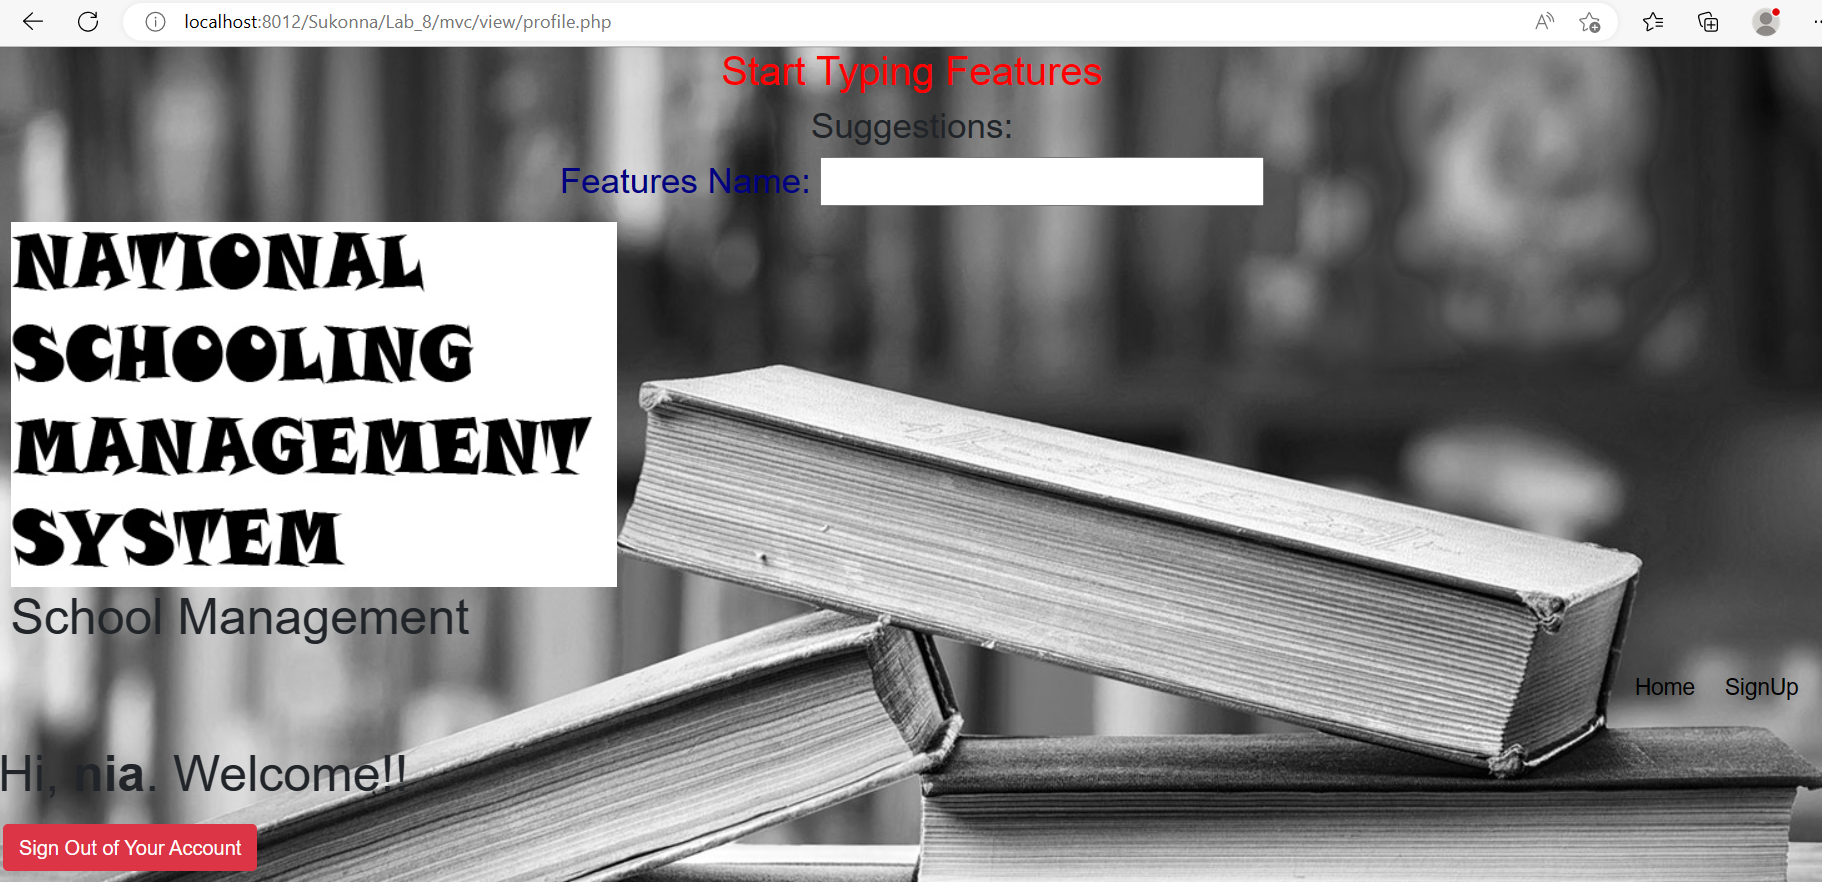 localhost:8012/Sukonna/Lab_8/mvc/view/profile.php
Start Typing Features
Suggestions:
Features Name:
NATIONAL
SCHOOLING
MANAGEMENT
SYSTEM
School Management
Home SignUp
Hi, nia. Welcome!!
Sign Out of Your Account